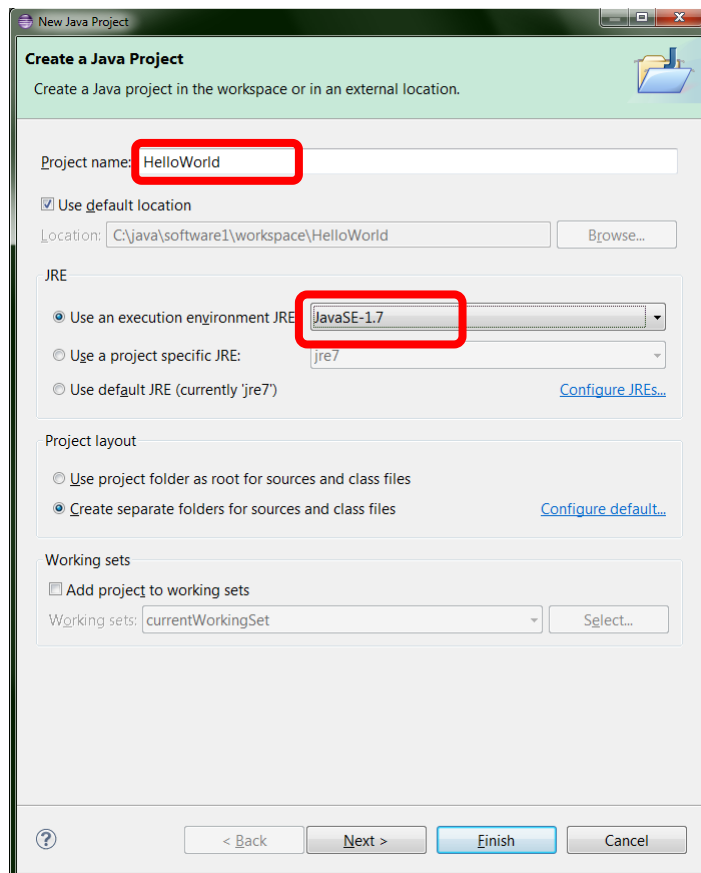 New Java Project
Create a Java Project
Create a Java project in the workspace or in an external location.
Project name: HelloWorld
Use default location
Location: C:\java\software1\workspace\HelloWorld Browse...
JRE
Use an execution environment JRE JavaSE-1.7
Use a project specific JRE: jre7
Use default JRE (currently 'jre7') Configure JREs...
Project layout
Use project folder as root for sources and class files
Create separate folders for sources and class files Configure default...
Working sets
Add project to working sets
Working sets: currentWorkingSet Select...
? < Back Next > Finish Cancel